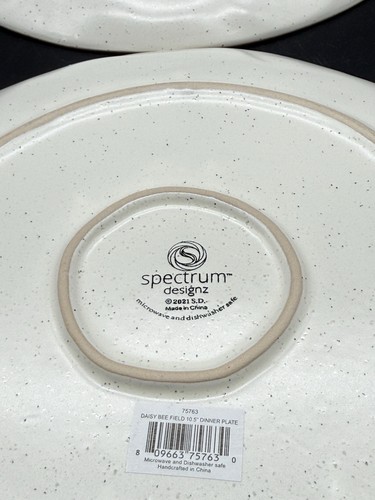 spectrum™
designz
©2021 S.D.
Made in China
microwave and dishwasher safe
75763
DAISY BEE FIELD 10.5" DINNER PLATE
8 09663 75763 0
Microwave and Dishwasher safe
Handcrafted in China